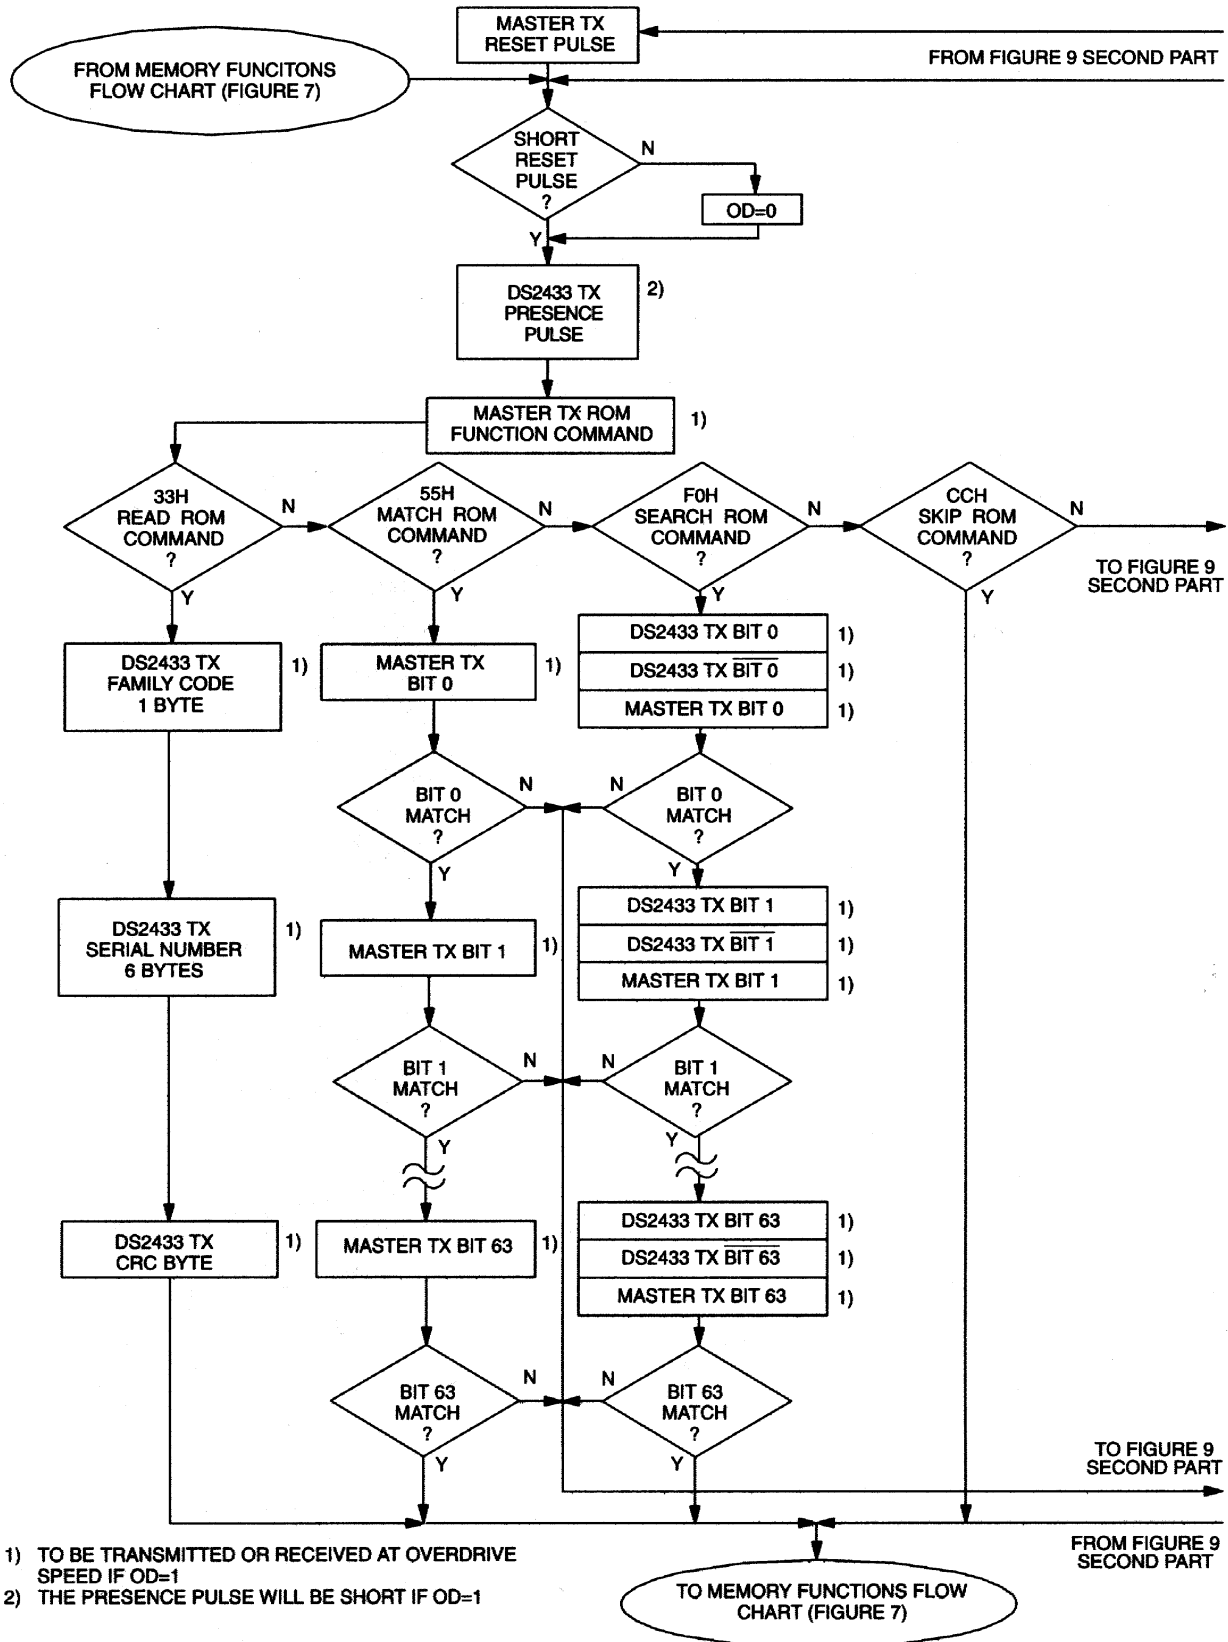 MASTER TX
RESET PULSE
FROM FIGURE 9 SECOND PART
FROM MEMORY FUNCITONS
FLOW CHART (FIGURE 7)
SHORT
RESET
PULSE
?
N
OD=0
Y
DS2433 TX
PRESENCE
PULSE
2)
MASTER TX ROM
FUNCTION COMMAND
1)
33H
READ ROM
COMMAND
?
N
Y
55H
MATCH ROM
COMMAND
?
N
Y
F0H
SEARCH ROM
COMMAND
?
N
Y
CCH
SKIP ROM
COMMAND
?
N
Y
TO FIGURE 9
SECOND PART
DS2433 TX
FAMILY CODE
1 BYTE
1)
MASTER TX
BIT 0
1)
DS2433 TX BIT 0
1)
DS2433 TX B̅I̅T̅ ̅0̅
1)
MASTER TX BIT 0
1)
BIT 0
MATCH
?
N
Y
BIT 0
MATCH
?
N
Y
DS2433 TX
SERIAL NUMBER
6 BYTES
1)
MASTER TX BIT 1
1)
DS2433 TX BIT 1
1)
DS2433 TX B̅I̅T̅ ̅1̅
1)
MASTER TX BIT 1
1)
BIT 1
MATCH
?
N
Y
BIT 1
MATCH
?
N
Y
DS2433 TX
CRC BYTE
1)
MASTER TX BIT 63
1)
DS2433 TX BIT 63
1)
DS2433 TX B̅I̅T̅ ̅6̅3̅
1)
MASTER TX BIT 63
1)
BIT 63
MATCH
?
N
Y
BIT 63
MATCH
?
N
Y
TO FIGURE 9
SECOND PART
FROM FIGURE 9
SECOND PART
1) TO BE TRANSMITTED OR RECEIVED AT OVERDRIVE
SPEED IF OD=1
2) THE PRESENCE PULSE WILL BE SHORT IF OD=1
TO MEMORY FUNCTIONS FLOW
CHART (FIGURE 7)